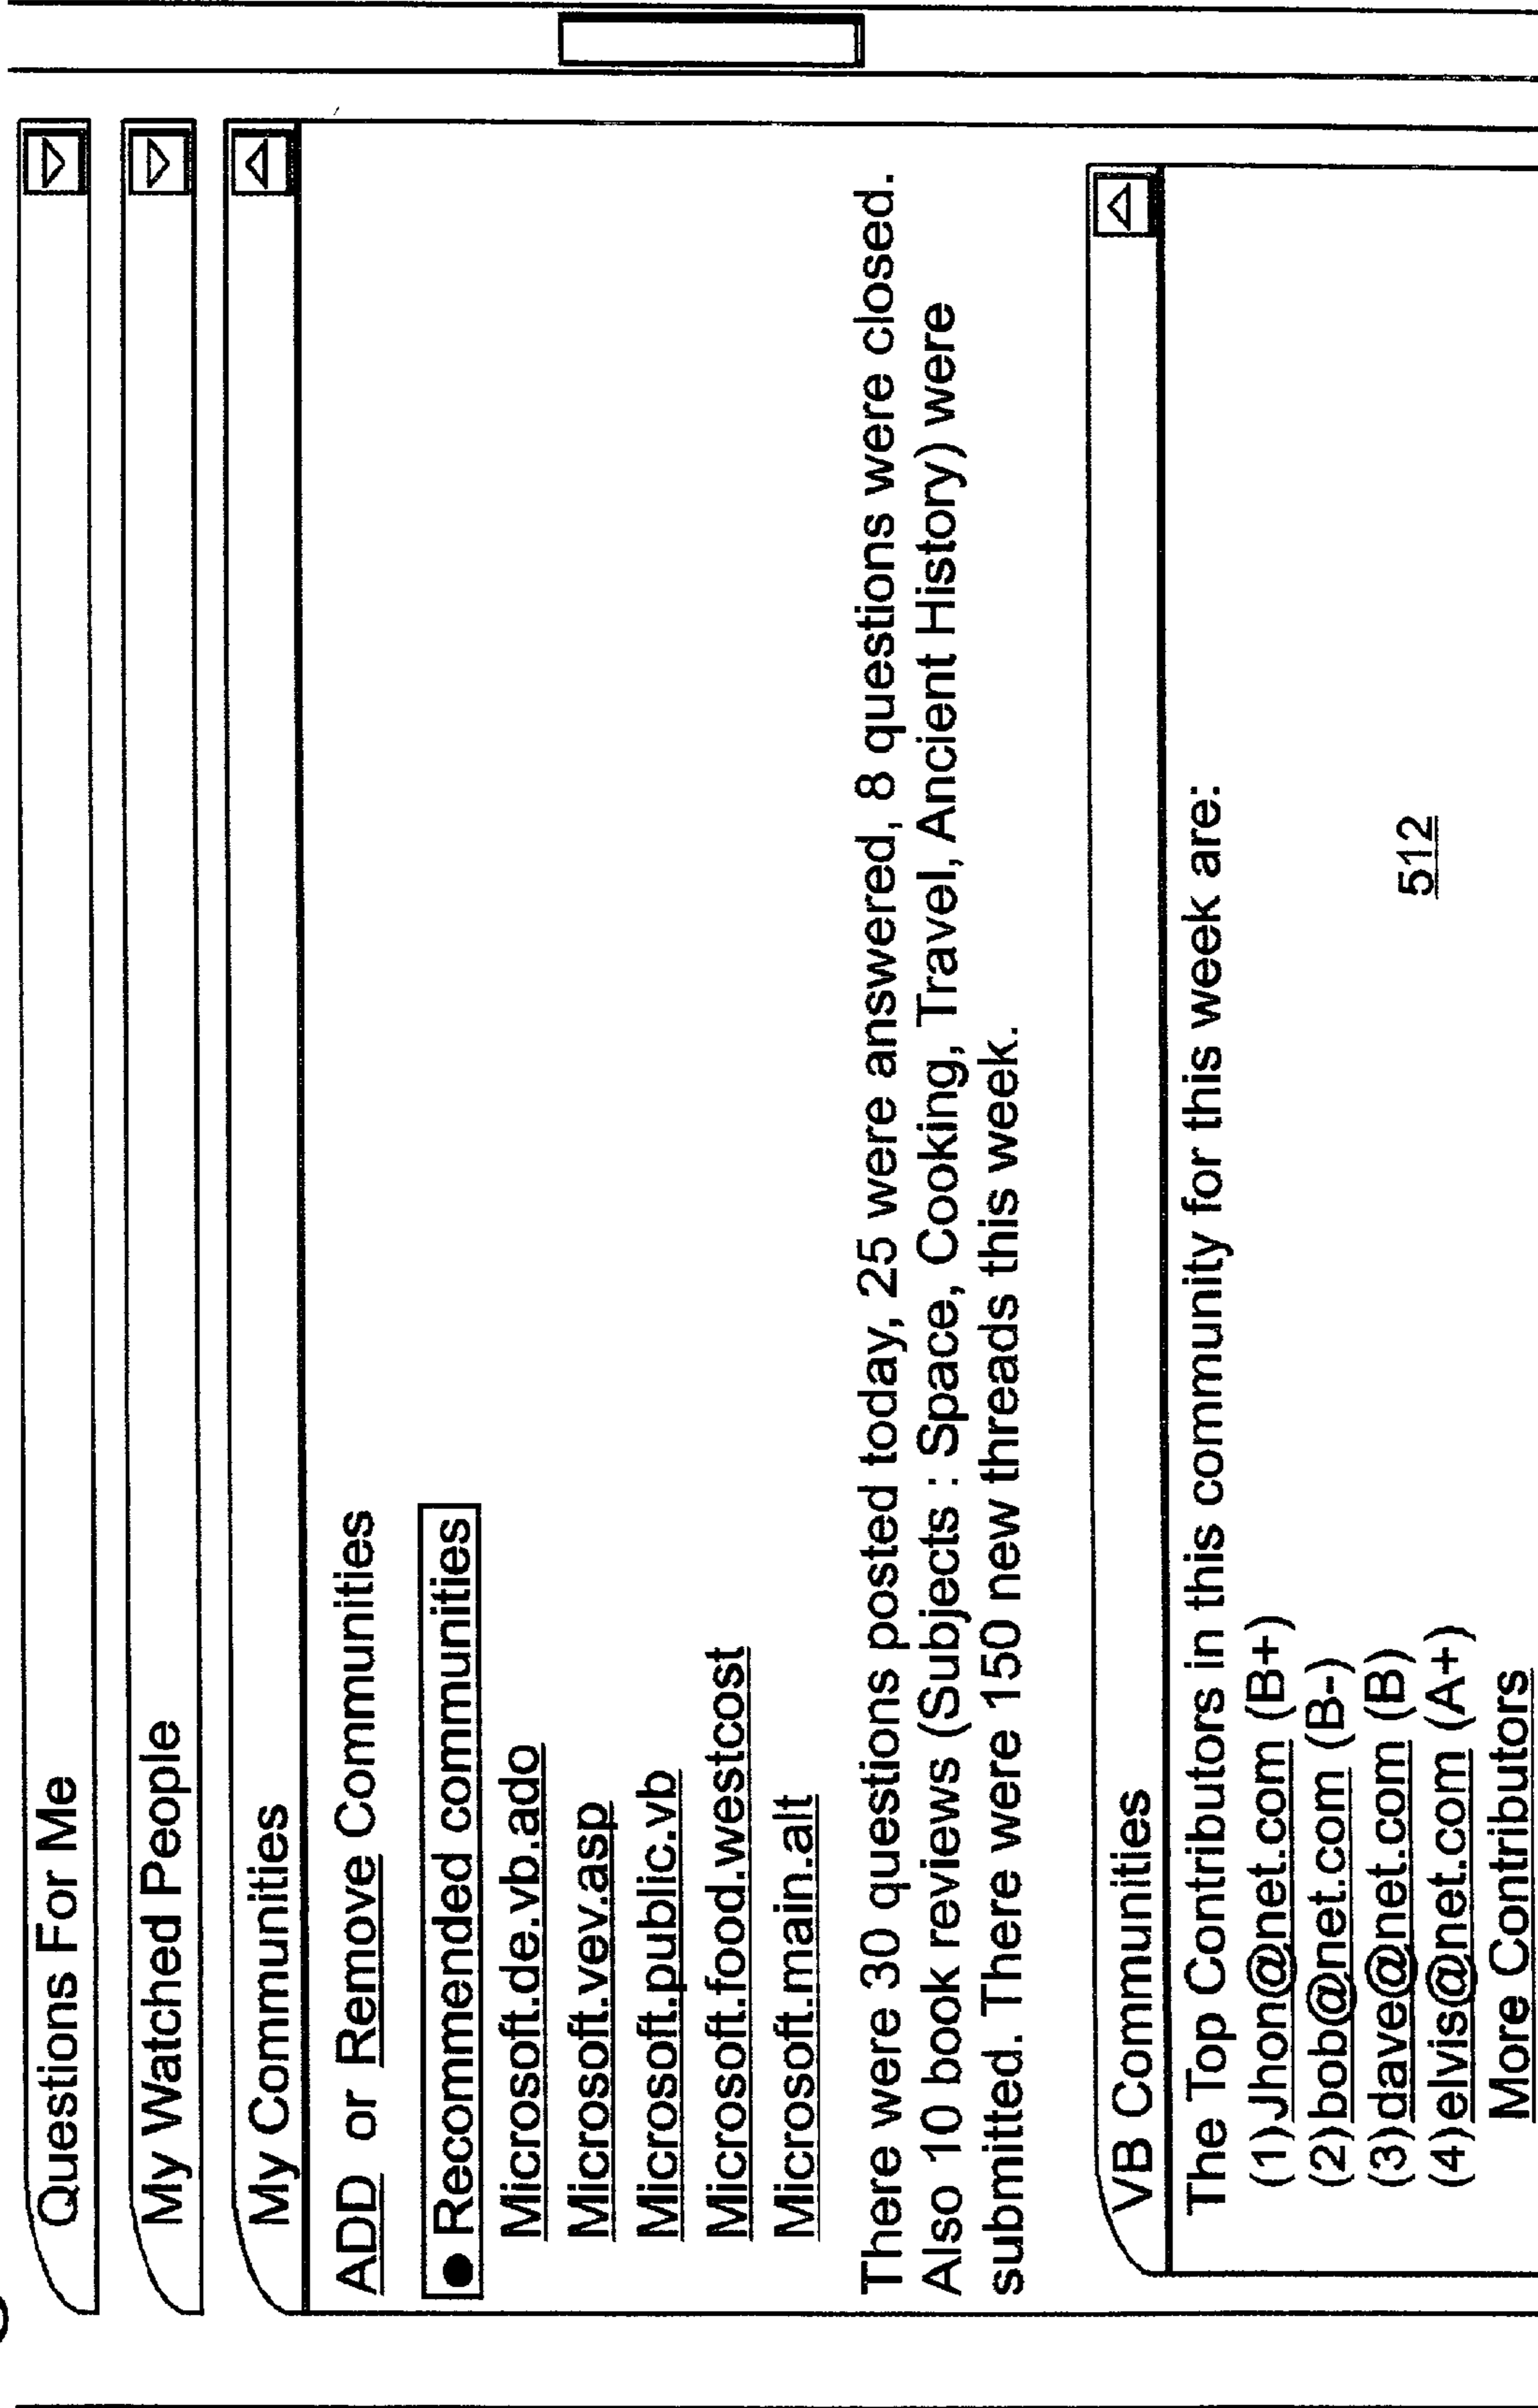 Questions For Me
My Watched People
My Communities
ADD or Remove Communities
● Recommended communities
Microsoft.de.vb.ado
Microsoft.vev.asp
Microsoft.public.vb
Microsoft.food.westcost
Microsoft.main.alt
There were 30 questions posted today, 25 were answered, 8 questions were closed.
Also 10 book reviews (Subjects : Space, Cooking, Travel, Ancient History) were
submitted. There were 150 new threads this week.
VB Communities
The Top Contributors in this community for this week are:
(1)Jhon@net.com (B+)
(2)bob@net.com (B-)
(3)dave@net.com (B)
(4)elvis@net.com (A+)
More Contributors
512